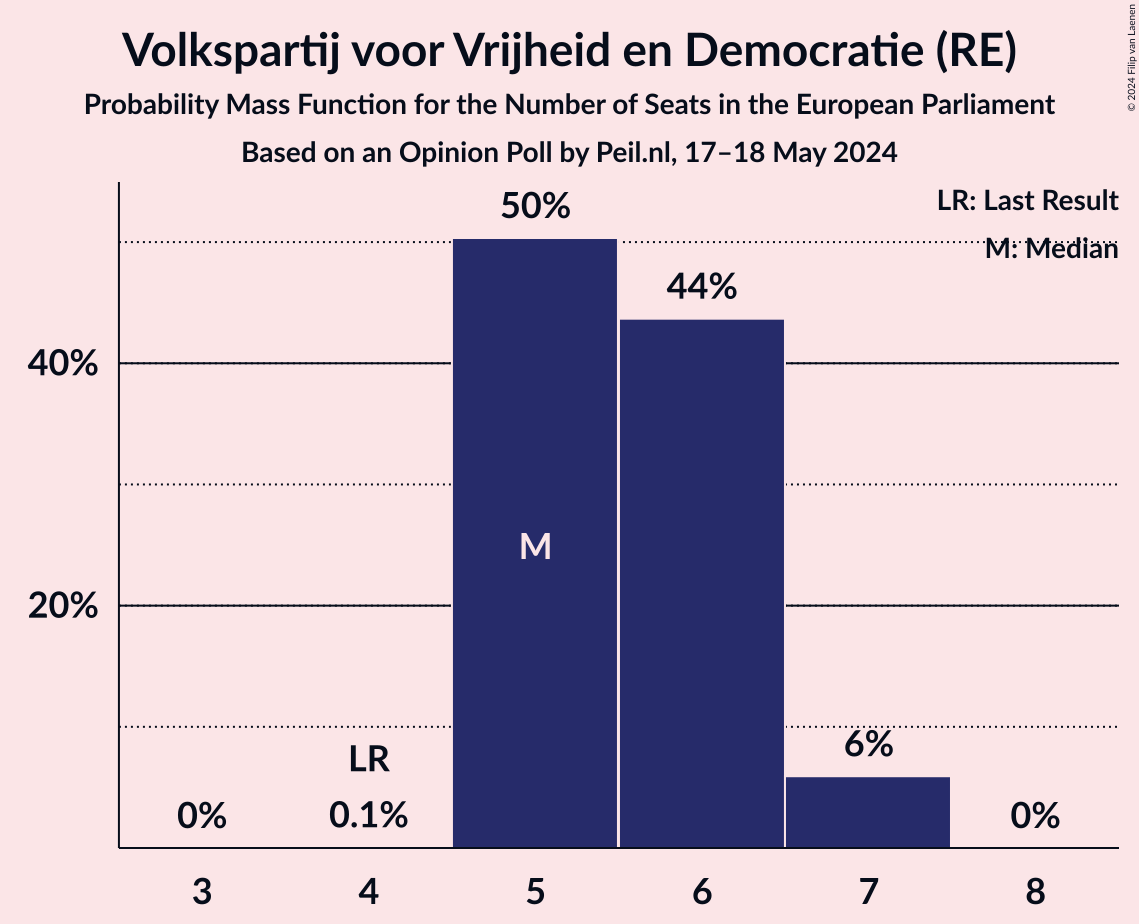 Volkspartij voor Vrijheid en Democratie (RE)
Probability Mass Function for the Number of Seats in the European Parliament
Based on an Opinion Poll by Peil.nl, 17–18 May 2024
© 2024 Filip van Laenen
LR: Last Result
M: Median
50%
44%
40%
M
20%
LR
6%
0%
0.1%
0%
3
4
5
6
7
8